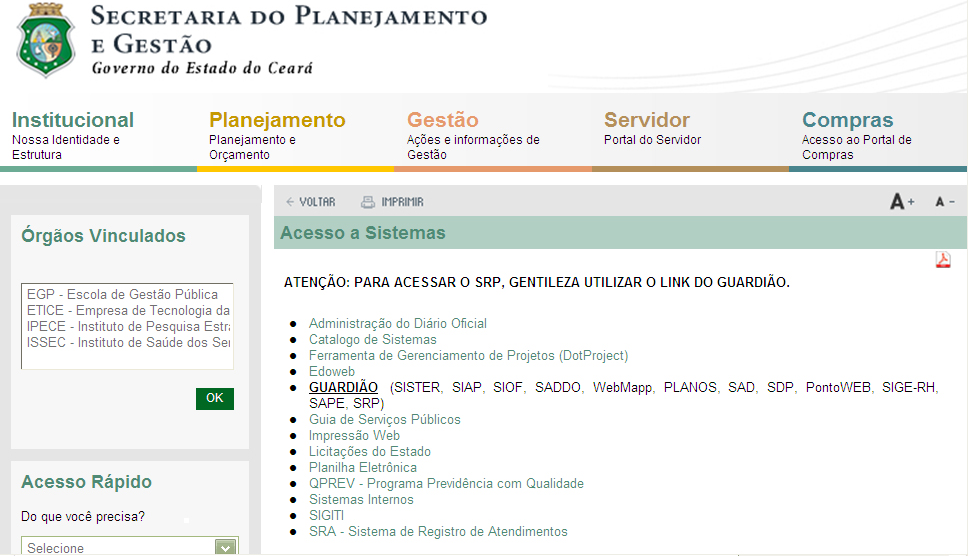 Secretaria do Planejamento
e Gestão
Governo do Estado do Ceará
Institucional
Nossa Identidade e
Estrutura
Planejamento
Planejamento e
Orçamento
Gestão
Ações e informações de
Gestão
Servidor
Portal do Servidor
Compras
Acesso ao Portal de
Compras
Órgãos Vinculados
EGP - Escola de Gestão Pública
ETICE - Empresa de Tecnologia da
IPECE - Instituto de Pesquisa Estra
ISSEC - Instituto de Saúde dos Ser
OK
Acesso Rápido
Do que você precisa?
Selecione
VOLTAR IMPRIMIR A+ A-
Acesso a Sistemas
ATENÇÃO: PARA ACESSAR O SRP, GENTILEZA UTILIZAR O LINK DO GUARDIÃO.
Administração do Diário Oficial
Catalogo de Sistemas
Ferramenta de Gerenciamento de Projetos (DotProject)
Edoweb
GUARDIÃO (SISTER, SIAP, SIOF, SADDO, WebMapp, PLANOS, SAD, SDP, PontoWEB, SIGE-RH,
SAPE, SRP)
Guia de Serviços Públicos
Impressão Web
Licitações do Estado
Planilha Eletrônica
QPREV - Programa Previdência com Qualidade
Sistemas Internos
SIGITI
SRA - Sistema de Registro de Atendimentos